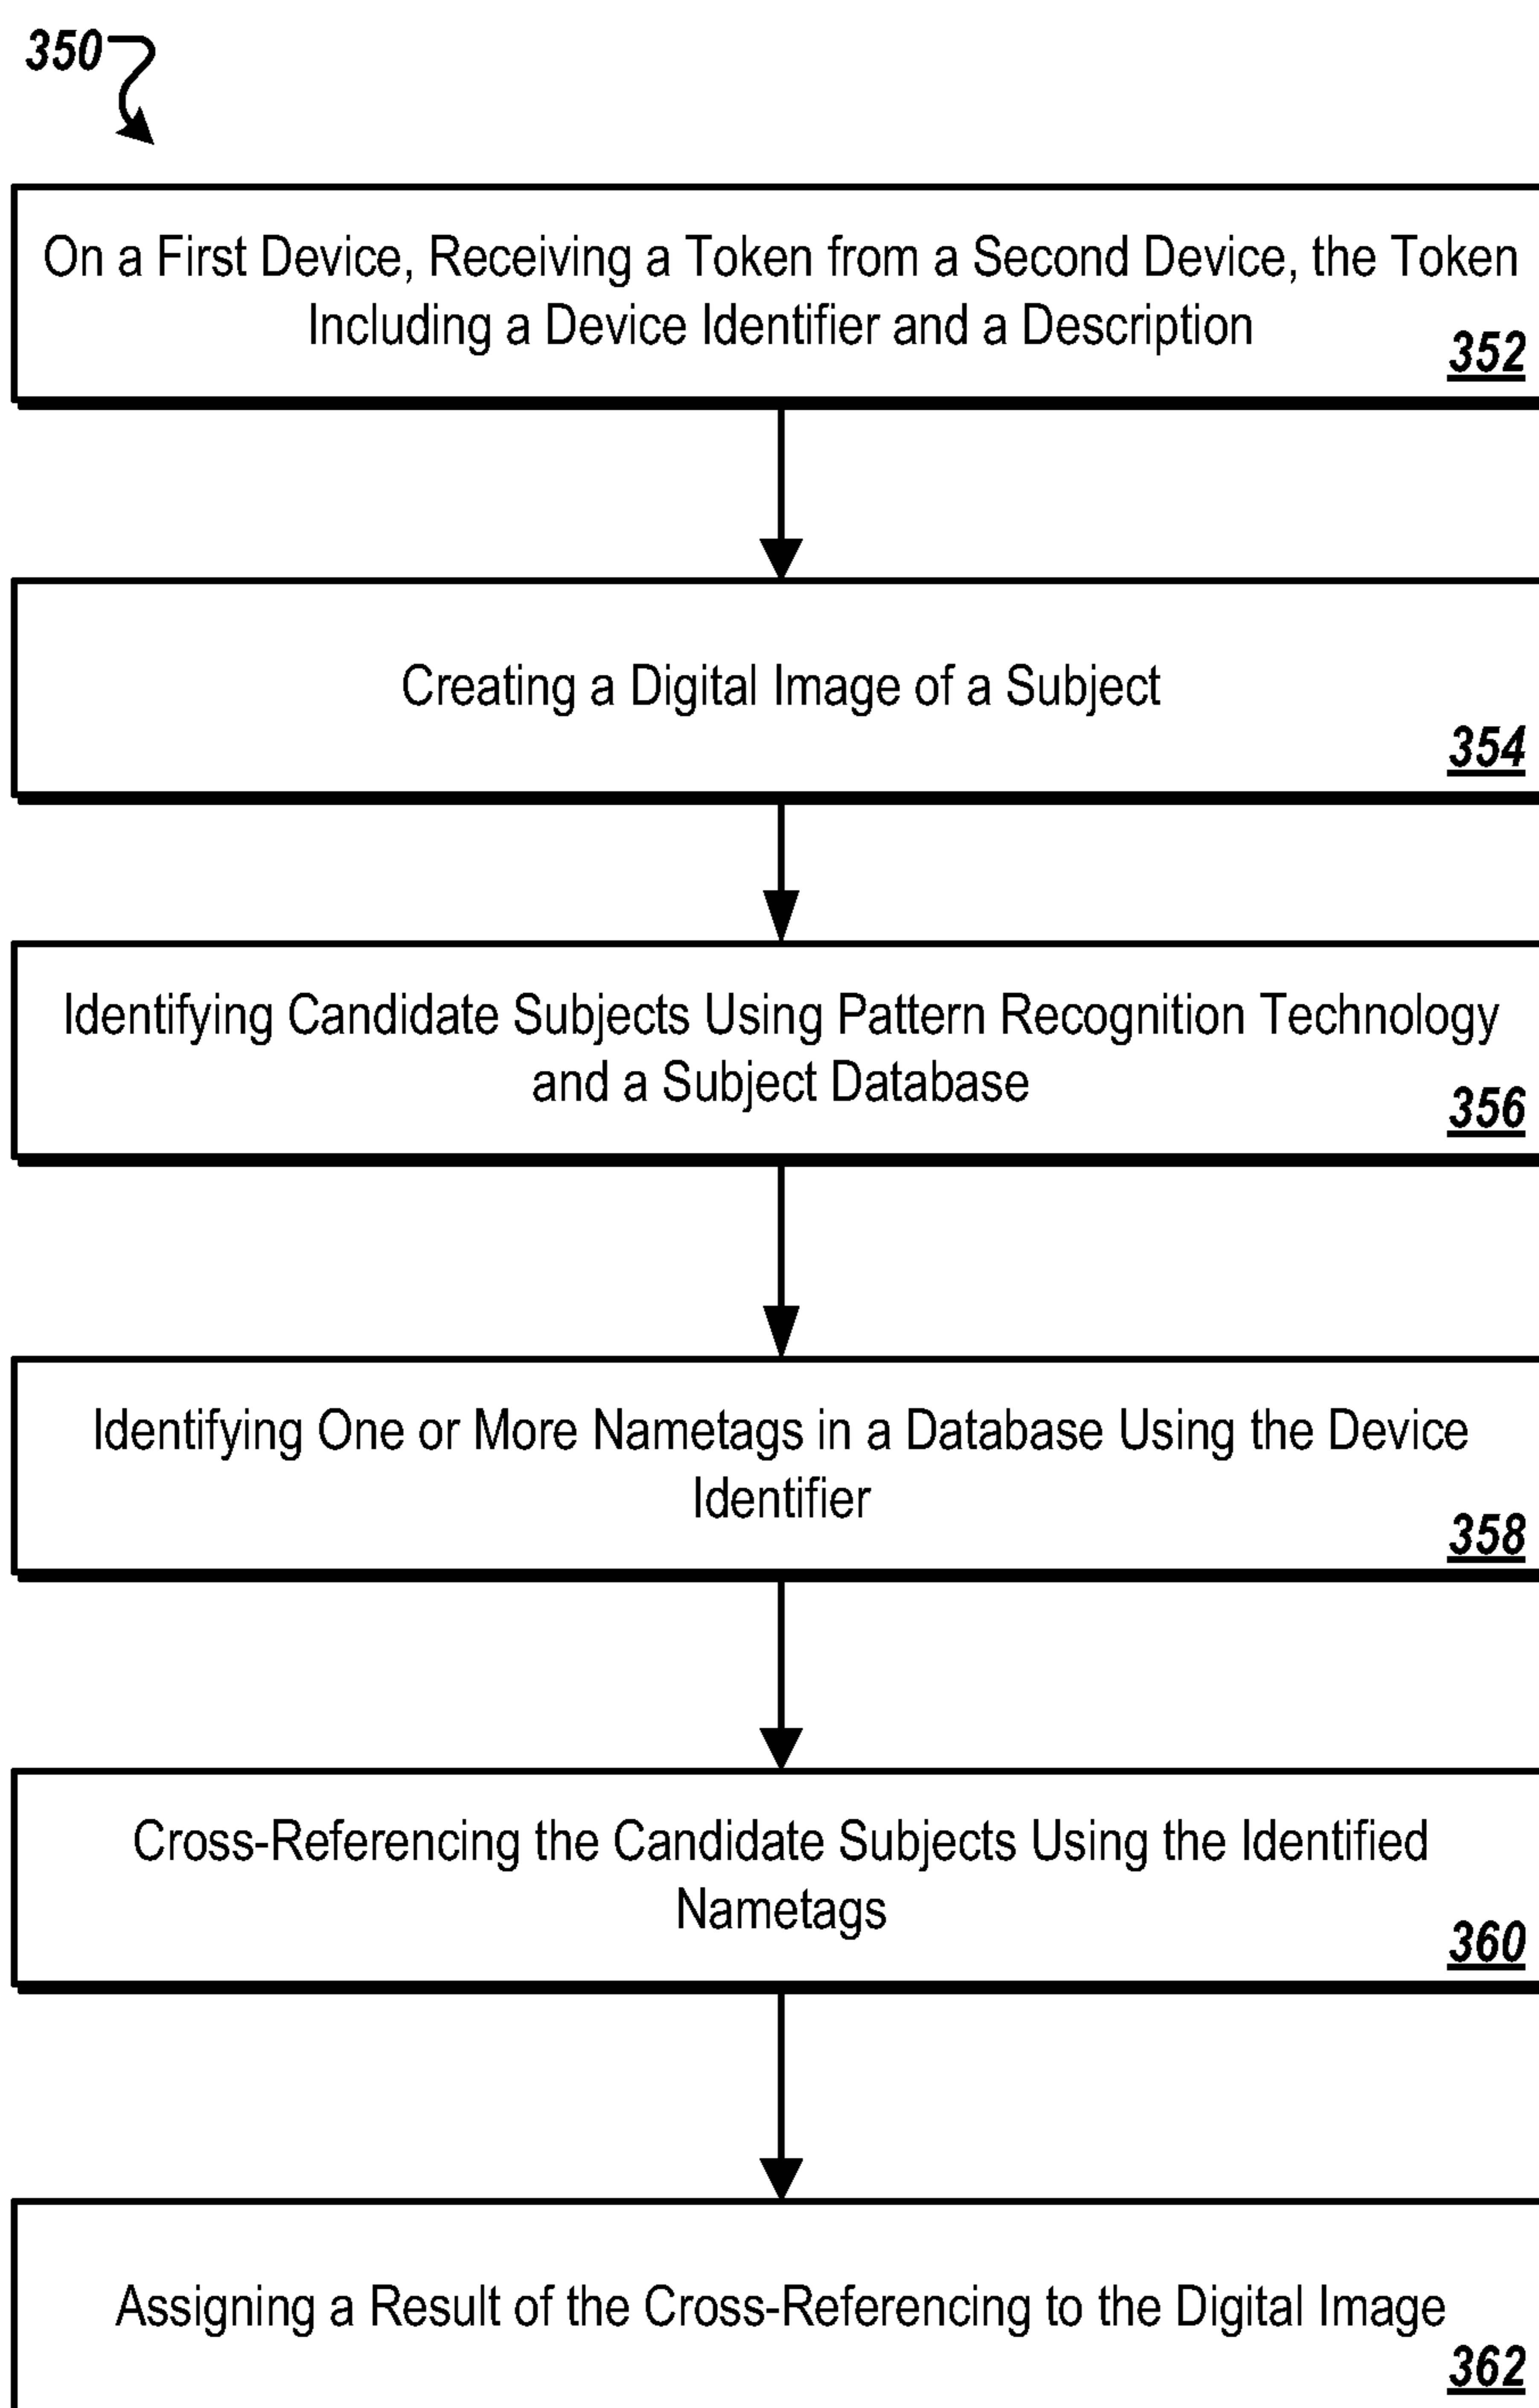 350
On a First Device, Receiving a Token from a Second Device, the Token
Including a Device Identifier and a Description
352
Creating a Digital Image of a Subject
354
Identifying Candidate Subjects Using Pattern Recognition Technology
and a Subject Database
356
Identifying One or More Nametags in a Database Using the Device
Identifier
358
Cross-Referencing the Candidate Subjects Using the Identified
Nametags
360
Assigning a Result of the Cross-Referencing to the Digital Image
362